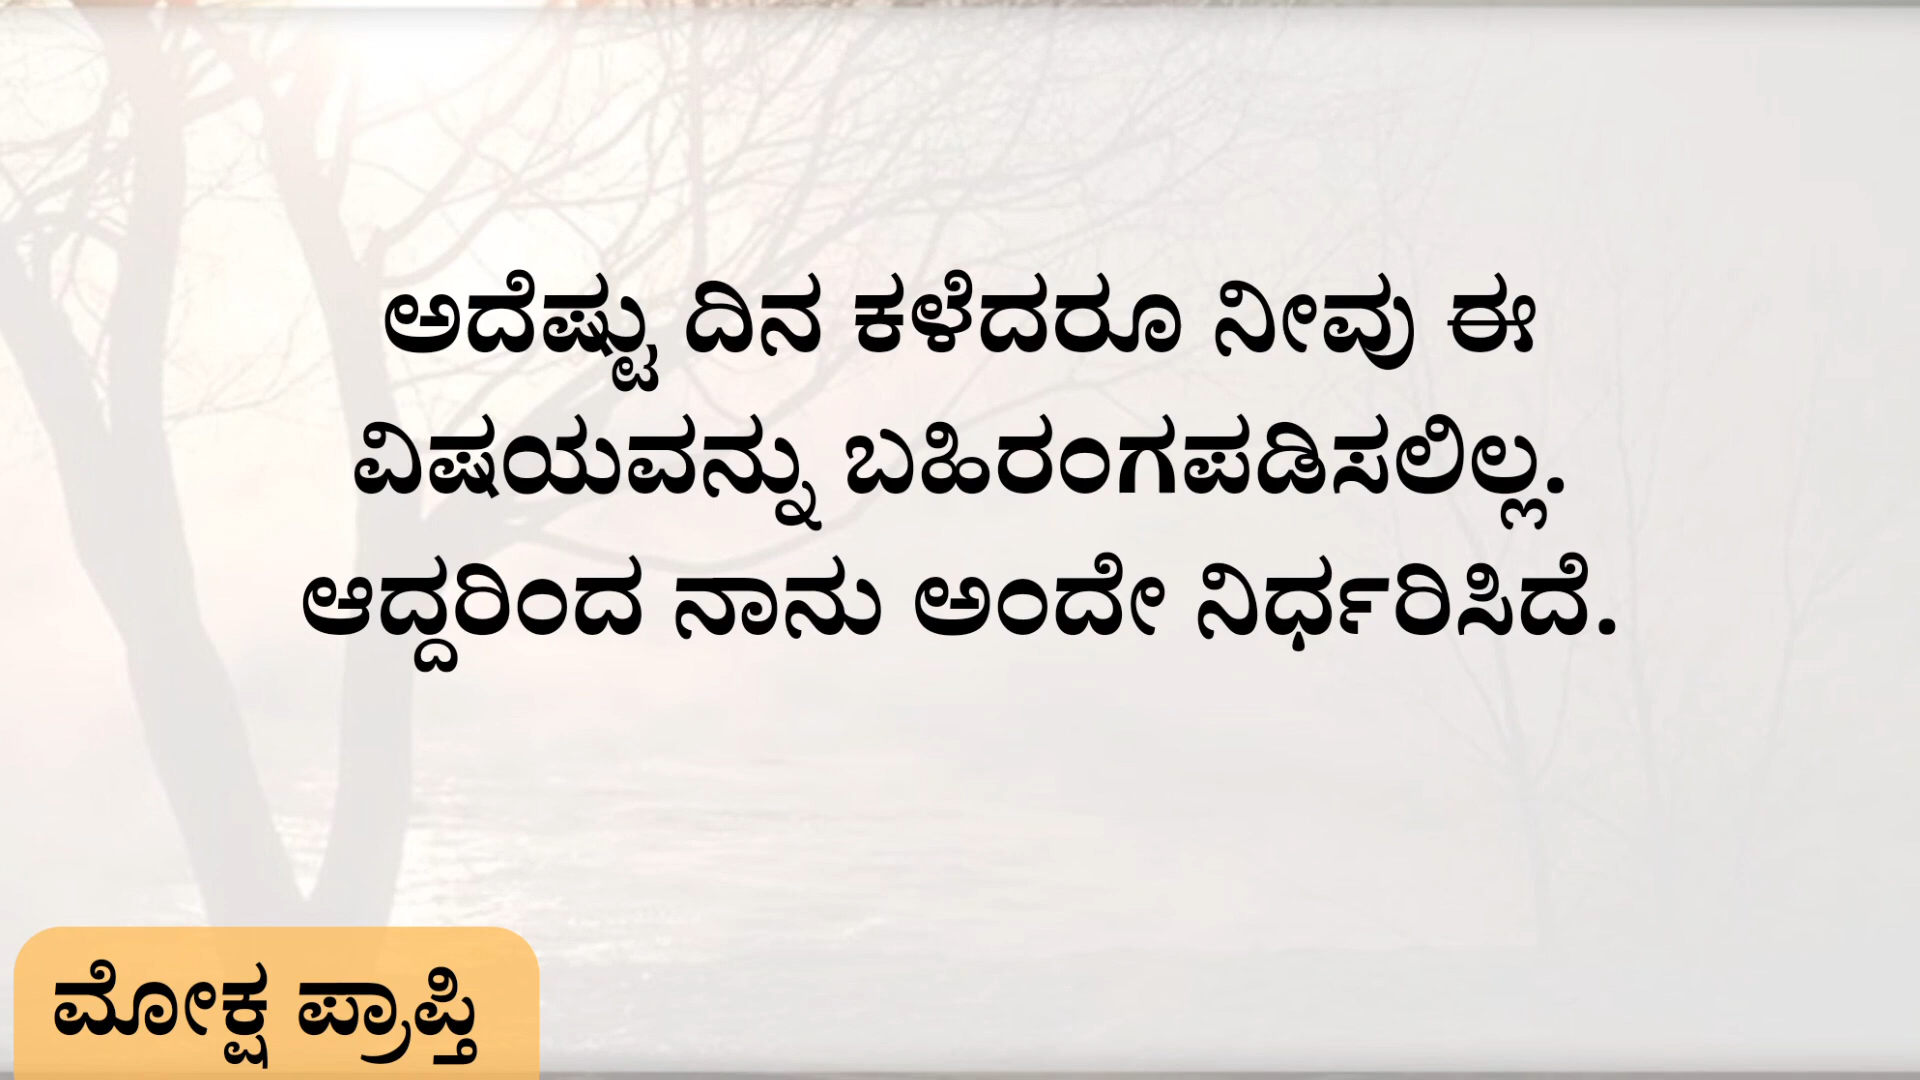 ಅದೆಷ್ಟು ದಿನ ಕಳೆದರೂ ನೀವು ಈ
ವಿಷಯವನ್ನು ಬಹಿರಂಗಪಡಿಸಲಿಲ್ಲ.
ಆದ್ದರಿಂದ ನಾನು ಅಂದೇ ನಿರ್ಧರಿಸಿದೆ.
ಮೋಕ್ಷ ಪ್ರಾಪ್ತಿ